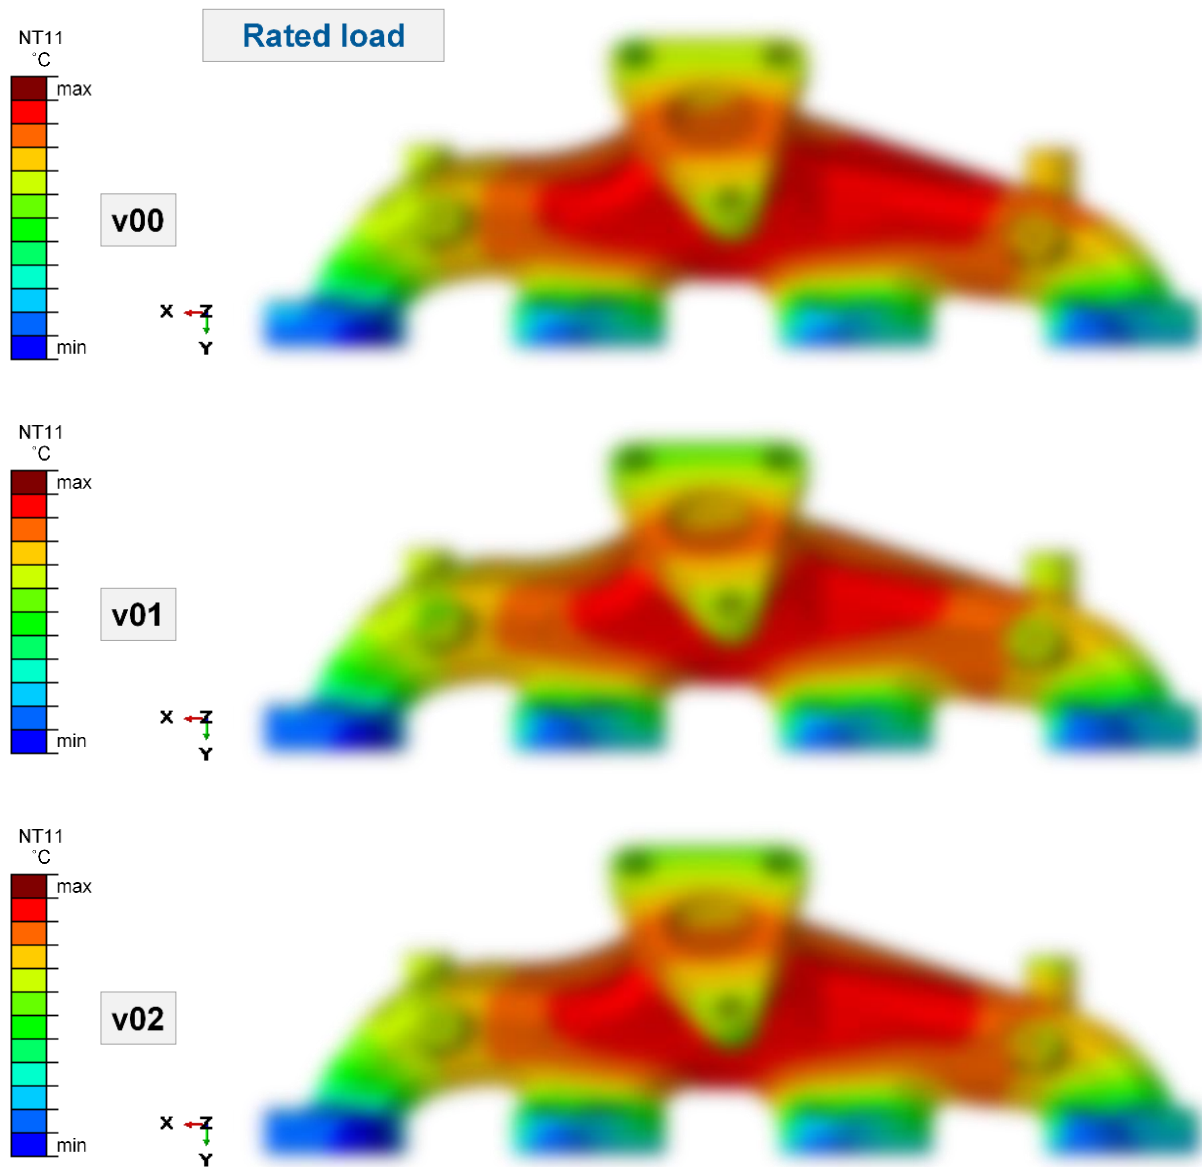 Rated load
NT11
°C
max
v00
X Z
Y
min
NT11
°C
max
v01
X Z
Y
min
NT11
°C
max
v02
X Z
Y
min